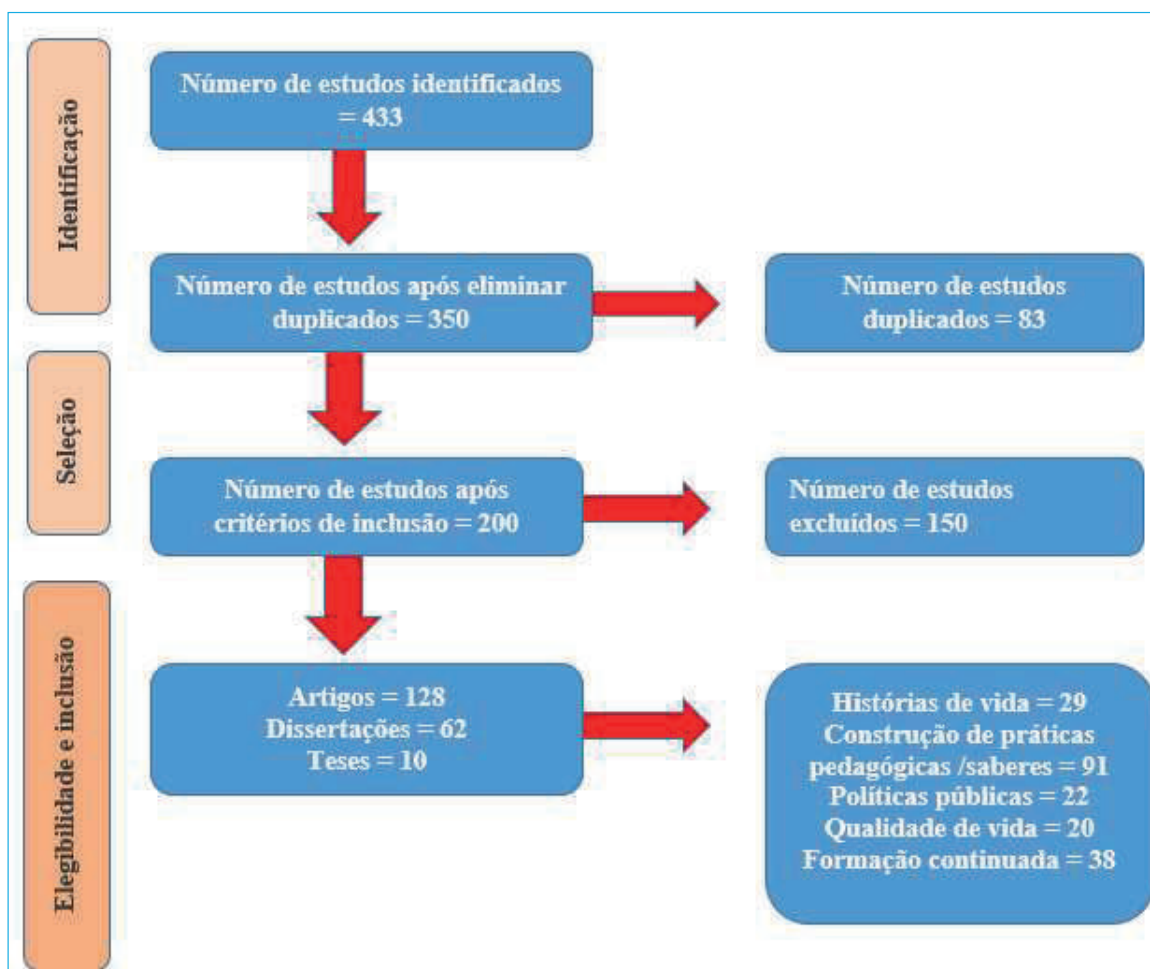 Identificação
Número de estudos identificados
= 433
Número de estudos após eliminar
duplicados = 350
Número de estudos
duplicados = 83
Seleção
Número de estudos após
critérios de inclusão = 200
Número de estudos
excluídos = 150
Elegibilidade e inclusão
Artigos = 128
Dissertações = 62
Teses = 10
Histórias de vida = 29
Construção de práticas
pedagógicas /saberes = 91
Políticas públicas = 22
Qualidade de vida = 20
Formação continuada = 38